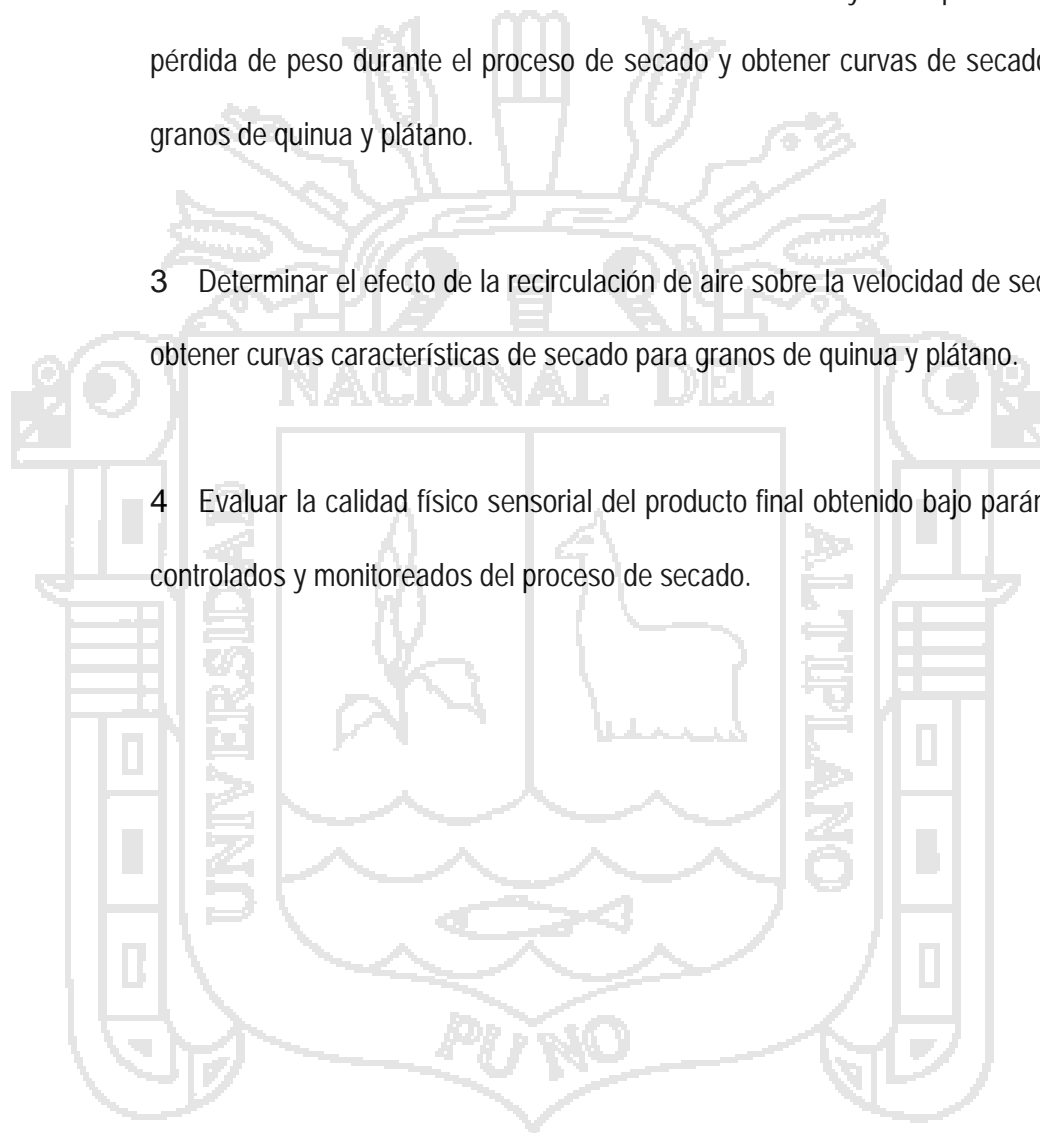 y
pérdida de peso durante el proceso de secado y obtener curvas de secado
granos de quinua y plátano.
3 Determinar el efecto de la recirculación de aire sobre la velocidad de
obtener curvas características de secado para granos de quinua y plátano.
NACIONAL DEL
4 Evaluar la calidad físico sensorial del producto final obtenido bajo
controlados y monitoreados del proceso de secado.
UNIVERSIDAD
ALTIPLANO
PUNO